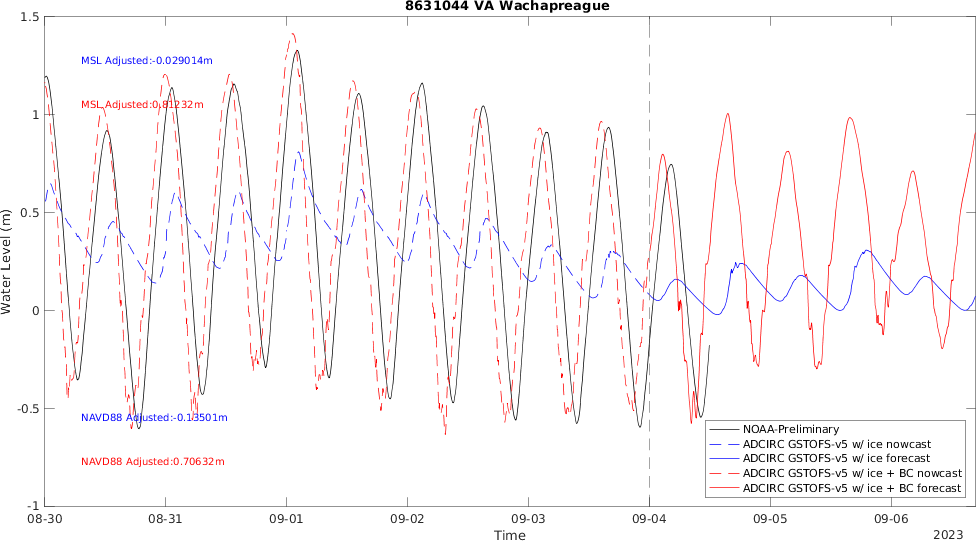 8631044 VA Wachapreague
1.5
MSL Adjusted:-0.029014m
MSL Adjusted:0.81232m
1
0.5
Water Level (m)
0
-0.5
NAVD88 Adjusted:-0.13501m
NAVD88 Adjusted:0.70632m
NOAA-Preliminary
ADCIRC GSTOFS-v5 w/ ice nowcast
ADCIRC GSTOFS-v5 w/ ice forecast
ADCIRC GSTOFS-v5 w/ ice + BC nowcast
ADCIRC GSTOFS-v5 w/ ice + BC forecast
-1
08-30 08-31 09-01 09-02 09-03 09-04 09-05 09-06
Time
2023